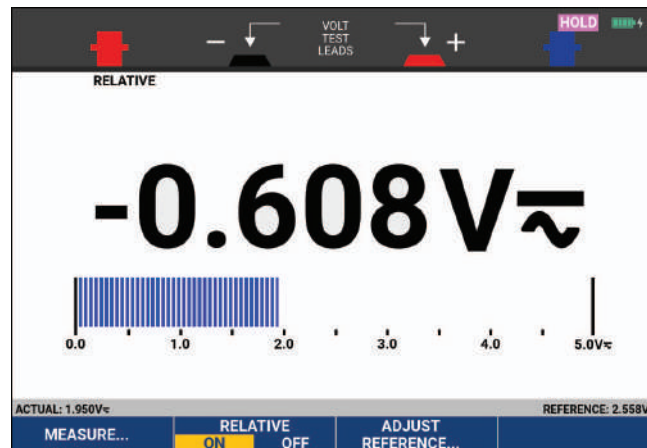 VOLT
TEST
LEADS
− +
HOLD
RELATIVE
-0.608 V⏦
0.0 1.0 2.0 3.0 4.0 5.0V≂
ACTUAL: 1.950V≂ REFERENCE: 2.558V
MEASURE... RELATIVE ADJUST
ON OFF REFERENCE...